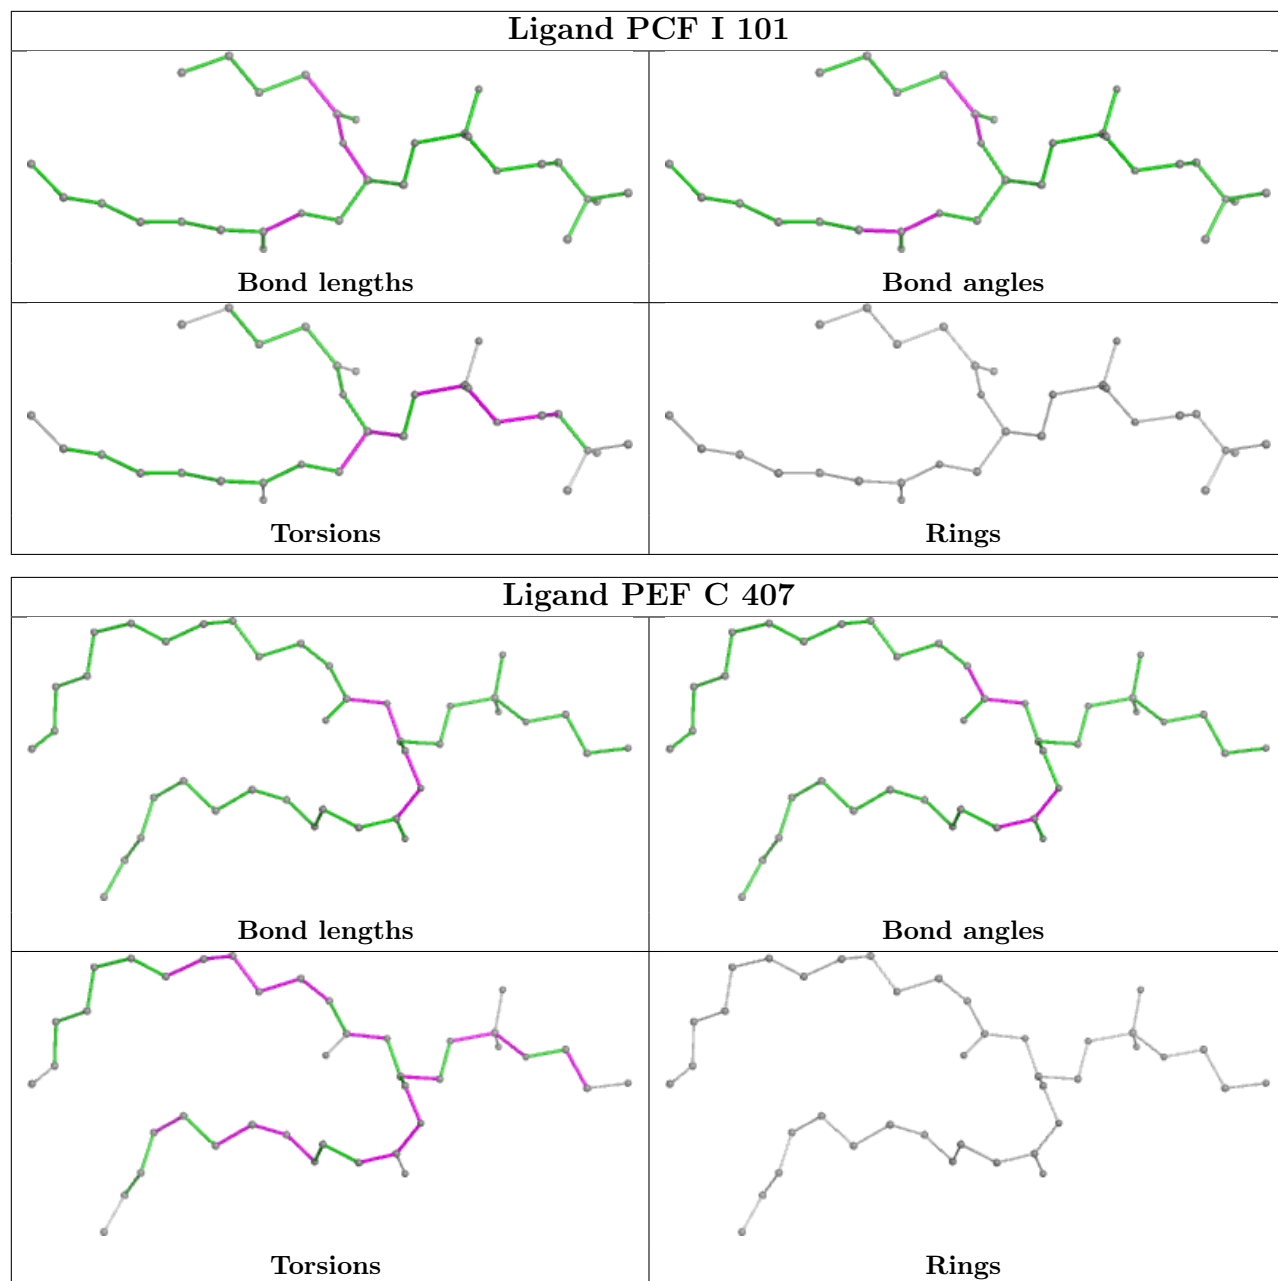 Ligand PCF I 101
Bond lengths
Bond angles
Torsions
Rings
Ligand PEF C 407
Bond lengths
Bond angles
Torsions
Rings